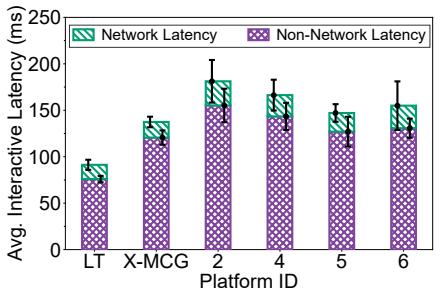 Avg. Interactive Latency (ms)
250
200
150
100
50
0
Network Latency
Non-Network Latency
LT
X-MCG
2
4
5
6
Platform ID